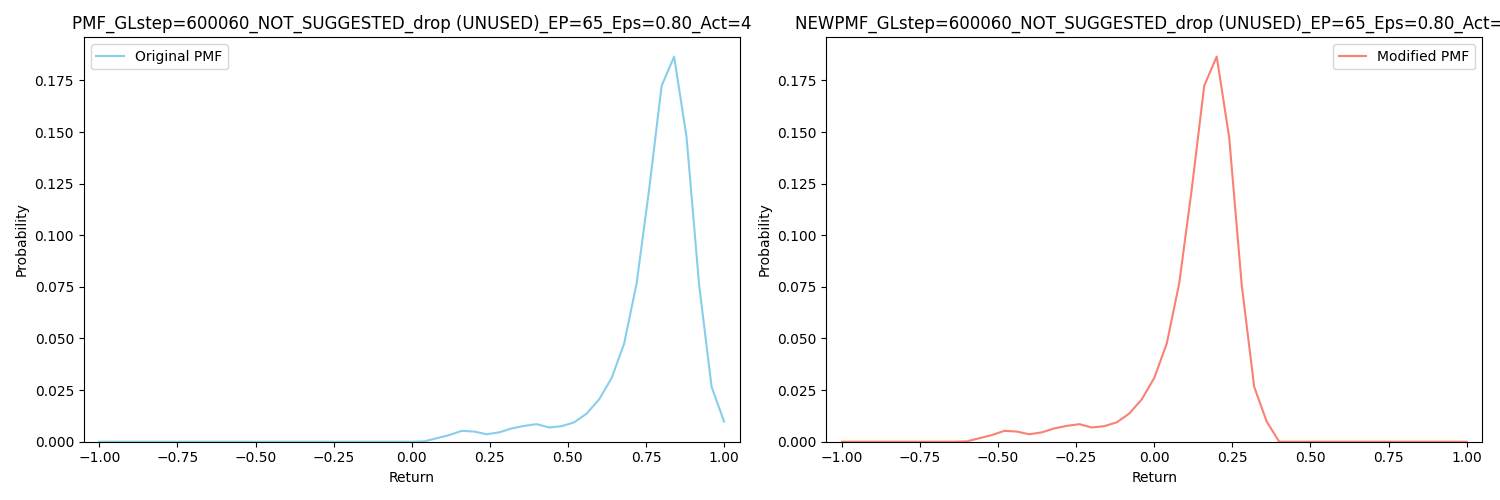 PMF_GLstep=600060_NOT_SUGGESTED_drop (UNUSED)_EP=65_Eps=0.80_Act=4
Original PMF
0.175
0.150
0.125
0.100
0.075
0.050
0.025
0.000
Probability
−1.00 −0.75 −0.50 −0.25 0.00 0.25 0.50 0.75 1.00
Return
NEWPMF_GLstep=600060_NOT_SUGGESTED_drop (UNUSED)_EP=65_Eps=0.80_Act=
Modified PMF
0.175
0.150
0.125
0.100
0.075
0.050
0.025
0.000
Probability
−1.00 −0.75 −0.50 −0.25 0.00 0.25 0.50 0.75 1.00
Return